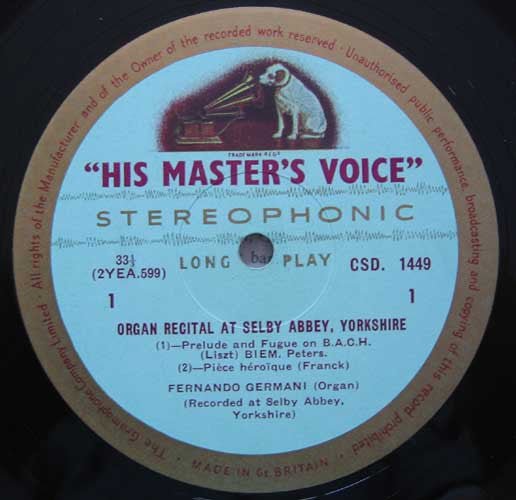 All rights of the Manufacturer and of the Owner of the recorded work reserved · Unauthorised public performance, broadcasting and copying of this record prohibited · MADE IN Gt. BRITAIN · The Gramophone Company Limited ·
TRADE MARK REGD
"HIS MASTER'S VOICE"
STEREOPHONIC
33⅓ LONG PLAY CSD. 1449
(2YEA.599)
1 1
ORGAN RECITAL AT SELBY ABBEY, YORKSHIRE
(1)—Prelude and Fugue on B.A.C.H.
(Liszt) BIEM. Peters.
(2)—Pièce héroïque (Franck)
FERNANDO GERMANI (Organ)
(Recorded at Selby Abbey,
Yorkshire)